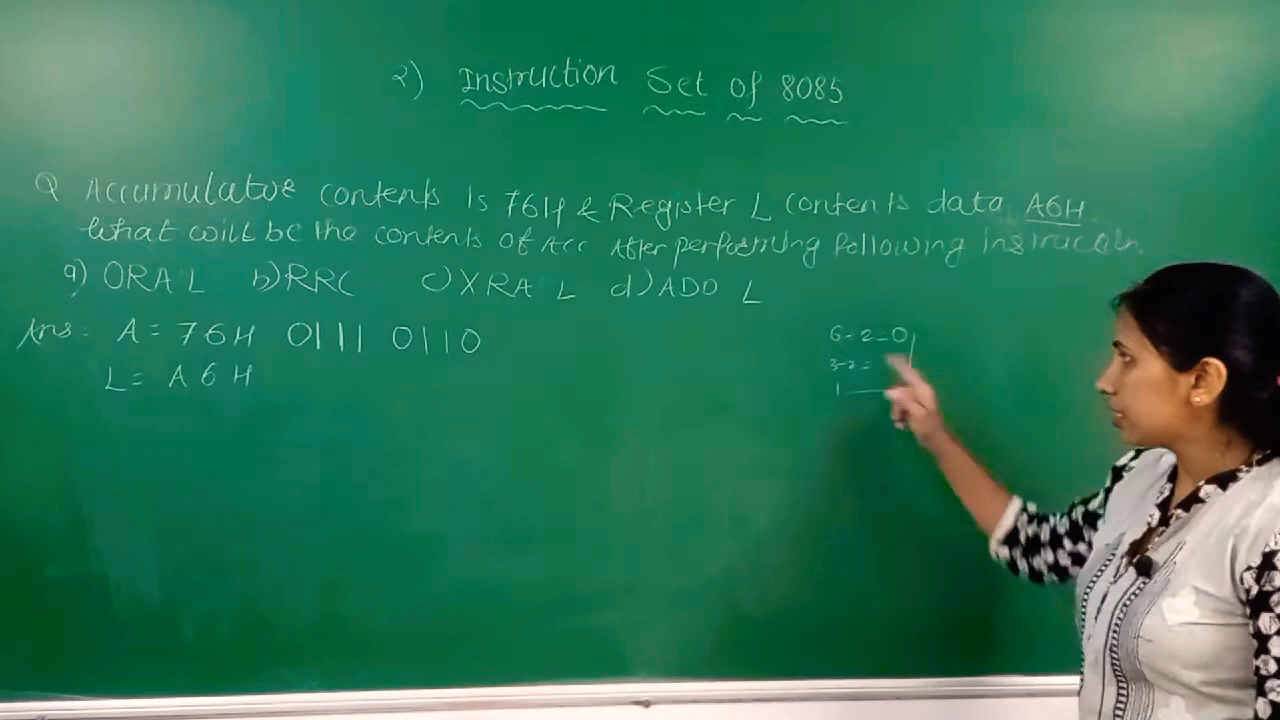 2) Instruction Set of 8085
Q Accumulator contents is 76H & Register L contents data A6H
What will be the contents of Acc After performing following
a) ORA L b) RRC c) XRA L d) ADD L
Ans: A = 76H 0111 0110
L = A6H
6-2=0
3-2=
1